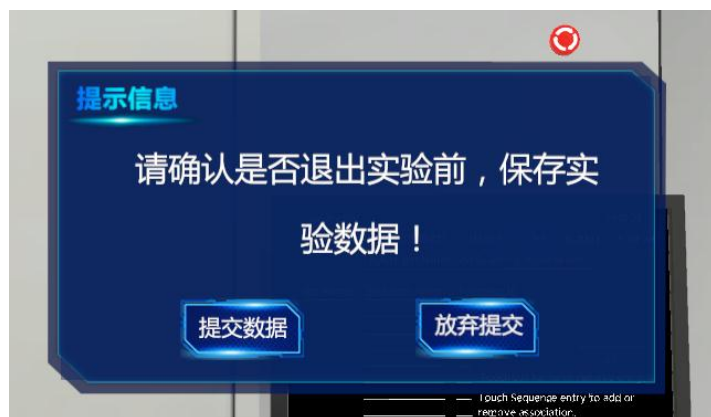 提示信息
请确认是否退出实验前，保存实
验数据！
提交数据
放弃提交
Touch Sequence entry to add or
remove association.